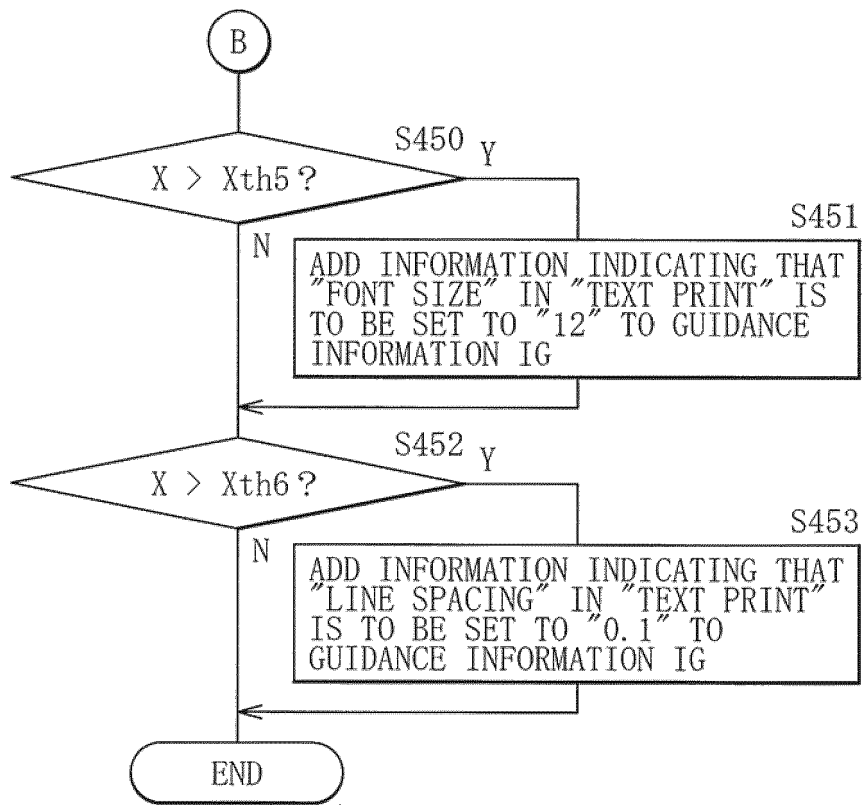 B
S450
X > Xth5?
Y
N
S451
ADD INFORMATION INDICATING THAT
"FONT SIZE" IN "TEXT PRINT" IS
TO BE SET TO "12" TO GUIDANCE
INFORMATION IG
S452
X > Xth6?
Y
N
S453
ADD INFORMATION INDICATING THAT
"LINE SPACING" IN "TEXT PRINT"
IS TO BE SET TO "0.1" TO
GUIDANCE INFORMATION IG
END